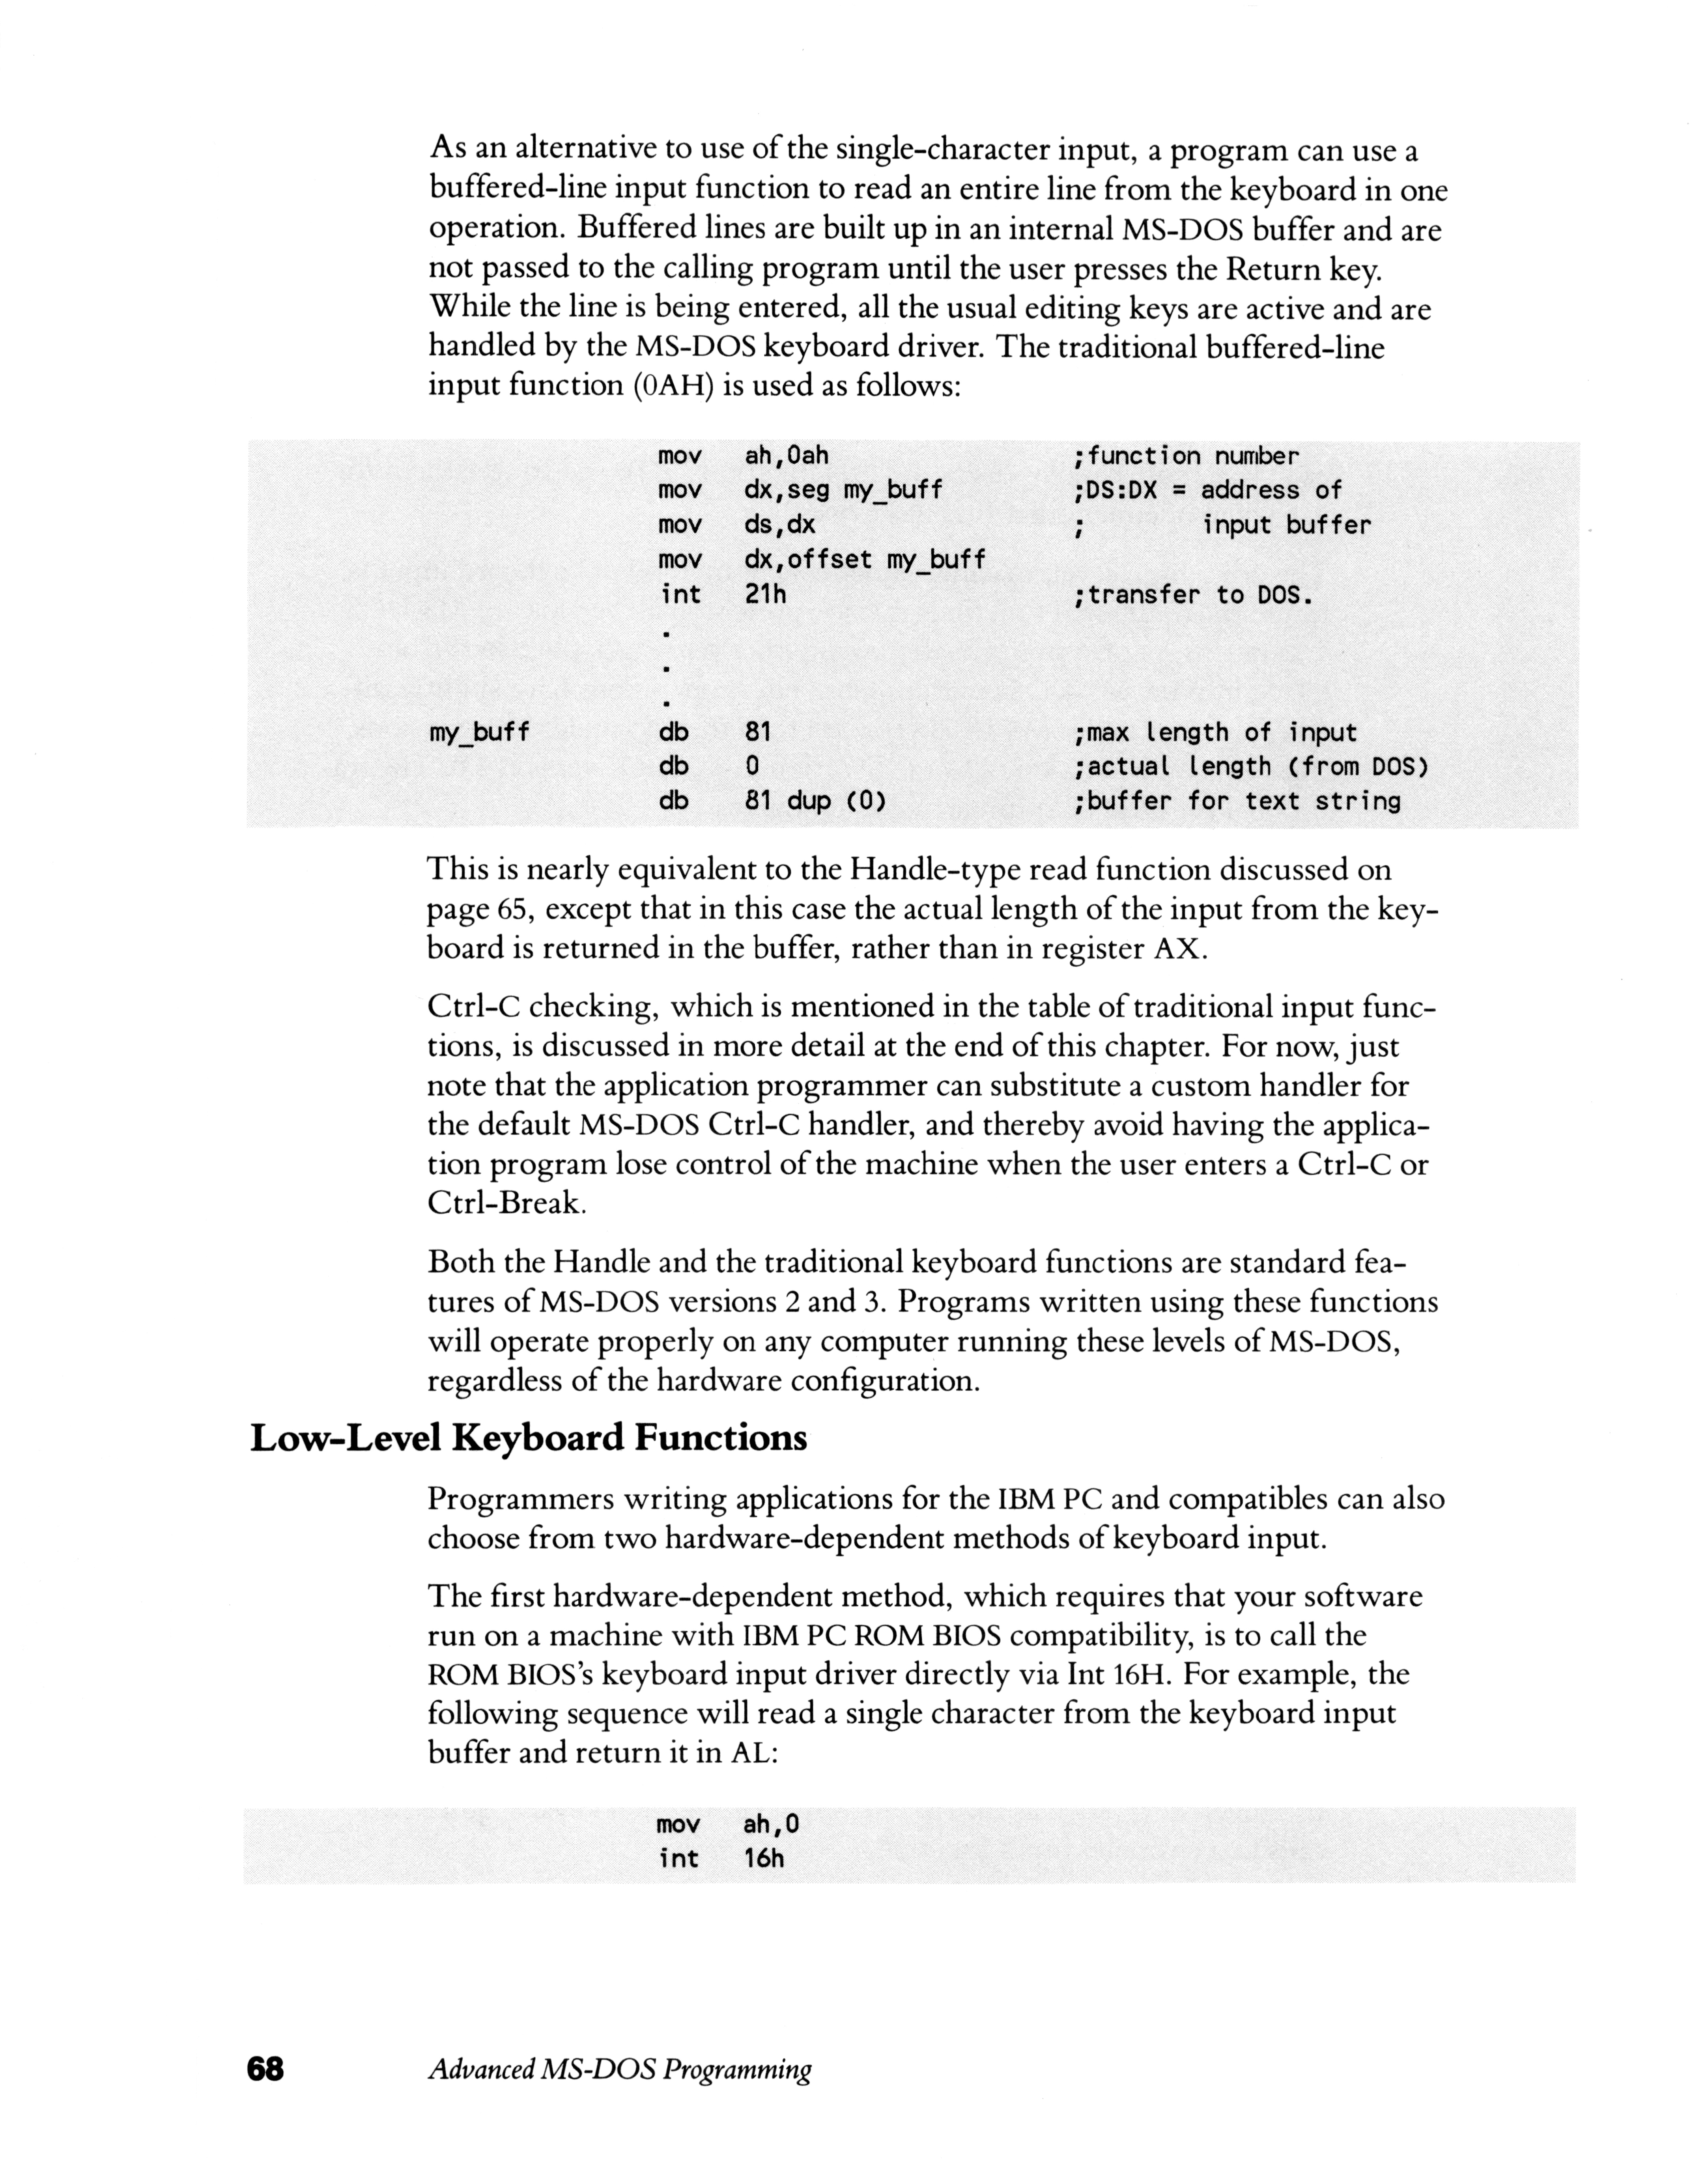 As an alternative to use of the single-character input, a program can use a
buffered-line input function to read an entire line from the keyboard in one
operation. Buffered lines are built up in an internal MS-DOS buffer and are
not passed to the calling program until the user presses the Return key.
While the line is being entered, all the usual editing keys are active and are
handled by the MS-DOS keyboard driver. The traditional buffered-line
input function (0AH) is used as follows:
mov ah,0ah ;function number
mov dx,seg my_buff ;DS:DX = address of
mov ds,dx ; input buffer
mov dx,offset my_buff
int 21h ;transfer to DOS.
.
.
.
my_buff db 81 ;max length of input
db 0 ;actual length (from DOS)
db 81 dup (0) ;buffer for text string
This is nearly equivalent to the Handle-type read function discussed on
page 65, except that in this case the actual length of the input from the key-
board is returned in the buffer, rather than in register AX.
Ctrl-C checking, which is mentioned in the table of traditional input func-
tions, is discussed in more detail at the end of this chapter. For now, just
note that the application programmer can substitute a custom handler for
the default MS-DOS Ctrl-C handler, and thereby avoid having the applica-
tion program lose control of the machine when the user enters a Ctrl-C or
Ctrl-Break.
Both the Handle and the traditional keyboard functions are standard fea-
tures of MS-DOS versions 2 and 3. Programs written using these functions
will operate properly on any computer running these levels of MS-DOS,
regardless of the hardware configuration.
Low-Level Keyboard Functions
Programmers writing applications for the IBM PC and compatibles can also
choose from two hardware-dependent methods of keyboard input.
The first hardware-dependent method, which requires that your software
run on a machine with IBM PC ROM BIOS compatibility, is to call the
ROM BIOS's keyboard input driver directly via Int 16H. For example, the
following sequence will read a single character from the keyboard input
buffer and return it in AL:
mov ah,0
int 16h
68 Advanced MS-DOS Programming